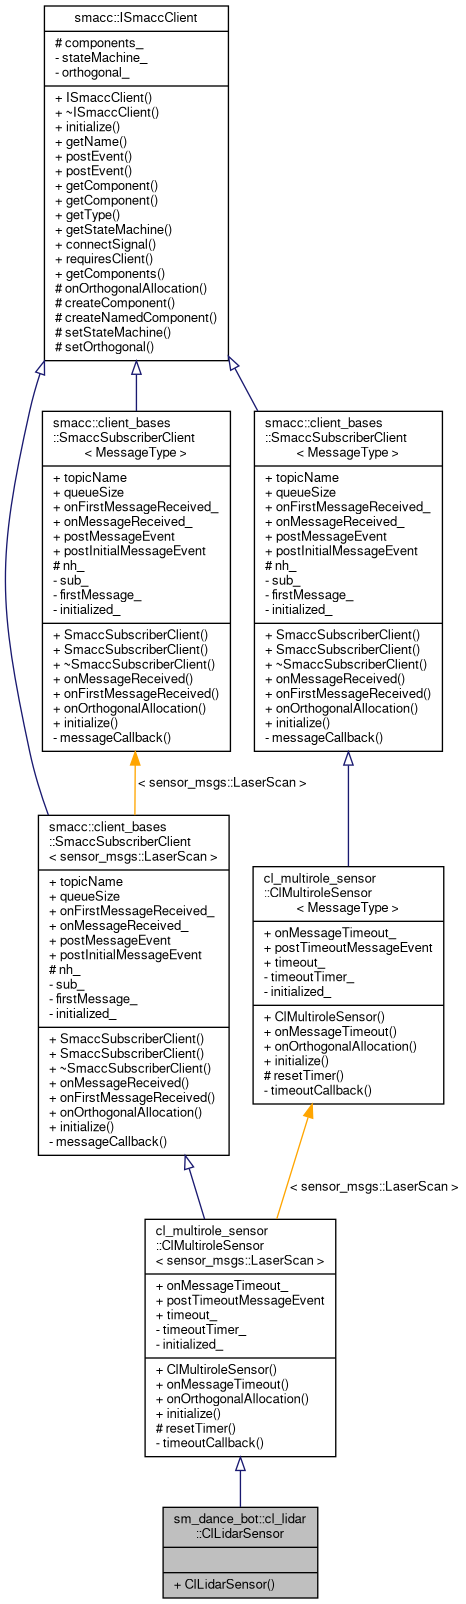 smacc::ISmaccClient
# components_
- stateMachine_
- orthogonal_
+ ISmaccClient()
+ ~ISmaccClient()
+ initialize()
+ getName()
+ postEvent()
+ postEvent()
+ getComponent()
+ getComponent()
+ getType()
+ getStateMachine()
+ connectSignal()
+ requiresClient()
+ getComponents()
# onOrthogonalAllocation()
# createComponent()
# createNamedComponent()
# setStateMachine()
# setOrthogonal()
smacc::client_bases
::SmaccSubscriberClient
< MessageType >
+ topicName
+ queueSize
+ onFirstMessageReceived_
+ onMessageReceived_
+ postMessageEvent
+ postInitialMessageEvent
# nh_
- sub_
- firstMessage_
- initialized_
+ SmaccSubscriberClient()
+ SmaccSubscriberClient()
+ ~SmaccSubscriberClient()
+ onMessageReceived()
+ onFirstMessageReceived()
+ onOrthogonalAllocation()
+ initialize()
- messageCallback()
smacc::client_bases
::SmaccSubscriberClient
< MessageType >
+ topicName
+ queueSize
+ onFirstMessageReceived_
+ onMessageReceived_
+ postMessageEvent
+ postInitialMessageEvent
# nh_
- sub_
- firstMessage_
- initialized_
+ SmaccSubscriberClient()
+ SmaccSubscriberClient()
+ ~SmaccSubscriberClient()
+ onMessageReceived()
+ onFirstMessageReceived()
+ onOrthogonalAllocation()
+ initialize()
- messageCallback()
< sensor_msgs::LaserScan >
smacc::client_bases
::SmaccSubscriberClient
< sensor_msgs::LaserScan >
+ topicName
+ queueSize
+ onFirstMessageReceived_
+ onMessageReceived_
+ postMessageEvent
+ postInitialMessageEvent
# nh_
- sub_
- firstMessage_
- initialized_
+ SmaccSubscriberClient()
+ SmaccSubscriberClient()
+ ~SmaccSubscriberClient()
+ onMessageReceived()
+ onFirstMessageReceived()
+ onOrthogonalAllocation()
+ initialize()
- messageCallback()
cl_multirole_sensor
::ClMultiroleSensor
< MessageType >
+ onMessageTimeout_
+ postTimeoutMessageEvent
+ timeout_
- timeoutTimer_
- initialized_
+ ClMultiroleSensor()
+ onMessageTimeout()
+ onOrthogonalAllocation()
+ initialize()
# resetTimer()
- timeoutCallback()
< sensor_msgs::LaserScan >
cl_multirole_sensor
::ClMultiroleSensor
< sensor_msgs::LaserScan >
+ onMessageTimeout_
+ postTimeoutMessageEvent
+ timeout_
- timeoutTimer_
- initialized_
+ ClMultiroleSensor()
+ onMessageTimeout()
+ onOrthogonalAllocation()
+ initialize()
# resetTimer()
- timeoutCallback()
sm_dance_bot::cl_lidar
::ClLidarSensor
+ ClLidarSensor()